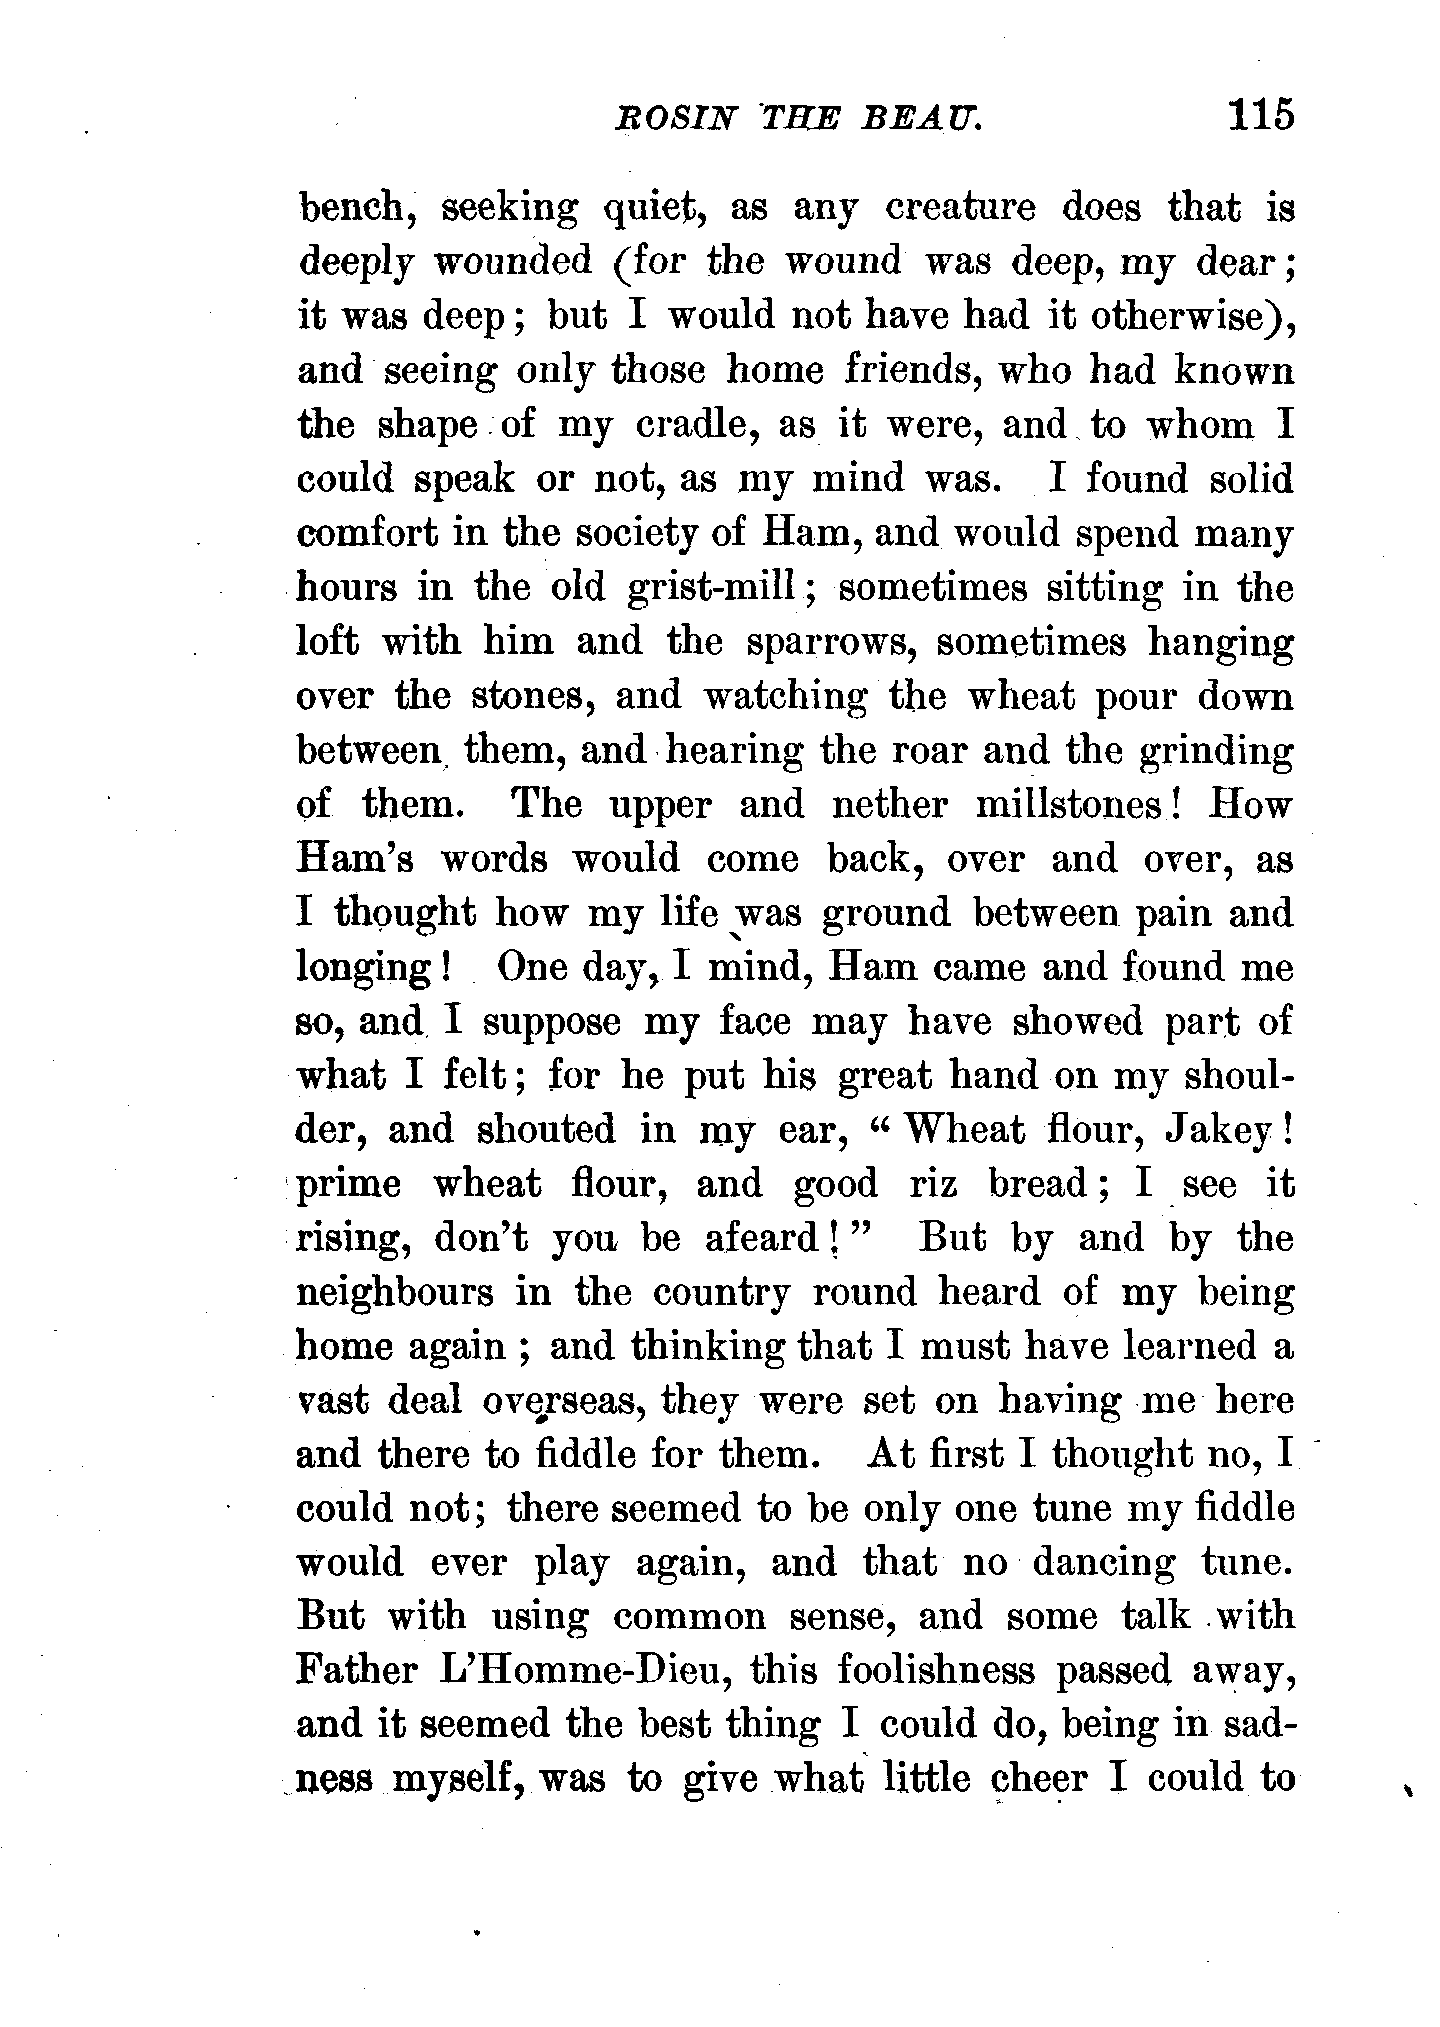 ROSIN THE BEAU. 115
bench, seeking quiet, as any creature does that is
deeply wounded (for the wound was deep, my dear;
it was deep; but I would not have had it otherwise),
and seeing only those home friends, who had known
the shape of my cradle, as it were, and to whom I
could speak or not, as my mind was. I found solid
comfort in the society of Ham, and would spend many
hours in the old grist-mill; sometimes sitting in the
loft with him and the sparrows, sometimes hanging
over the stones, and watching the wheat pour down
between them, and hearing the roar and the grinding
of them. The upper and nether millstones! How
Ham's words would come back, over and over, as
I thought how my life was ground between pain and
longing! One day, I mind, Ham came and found me
so, and I suppose my face may have showed part of
what I felt; for he put his great hand on my shoul-
der, and shouted in my ear, “Wheat flour, Jakey!
prime wheat flour, and good riz bread; I see it
rising, don't you be afeard!” But by and by the
neighbours in the country round heard of my being
home again; and thinking that I must have learned a
vast deal overseas, they were set on having me here
and there to fiddle for them. At first I thought no, I
could not; there seemed to be only one tune my fiddle
would ever play again, and that no dancing tune.
But with using common sense, and some talk with
Father L'Homme-Dieu, this foolishness passed away,
and it seemed the best thing I could do, being in sad-
ness myself, was to give what little cheer I could to